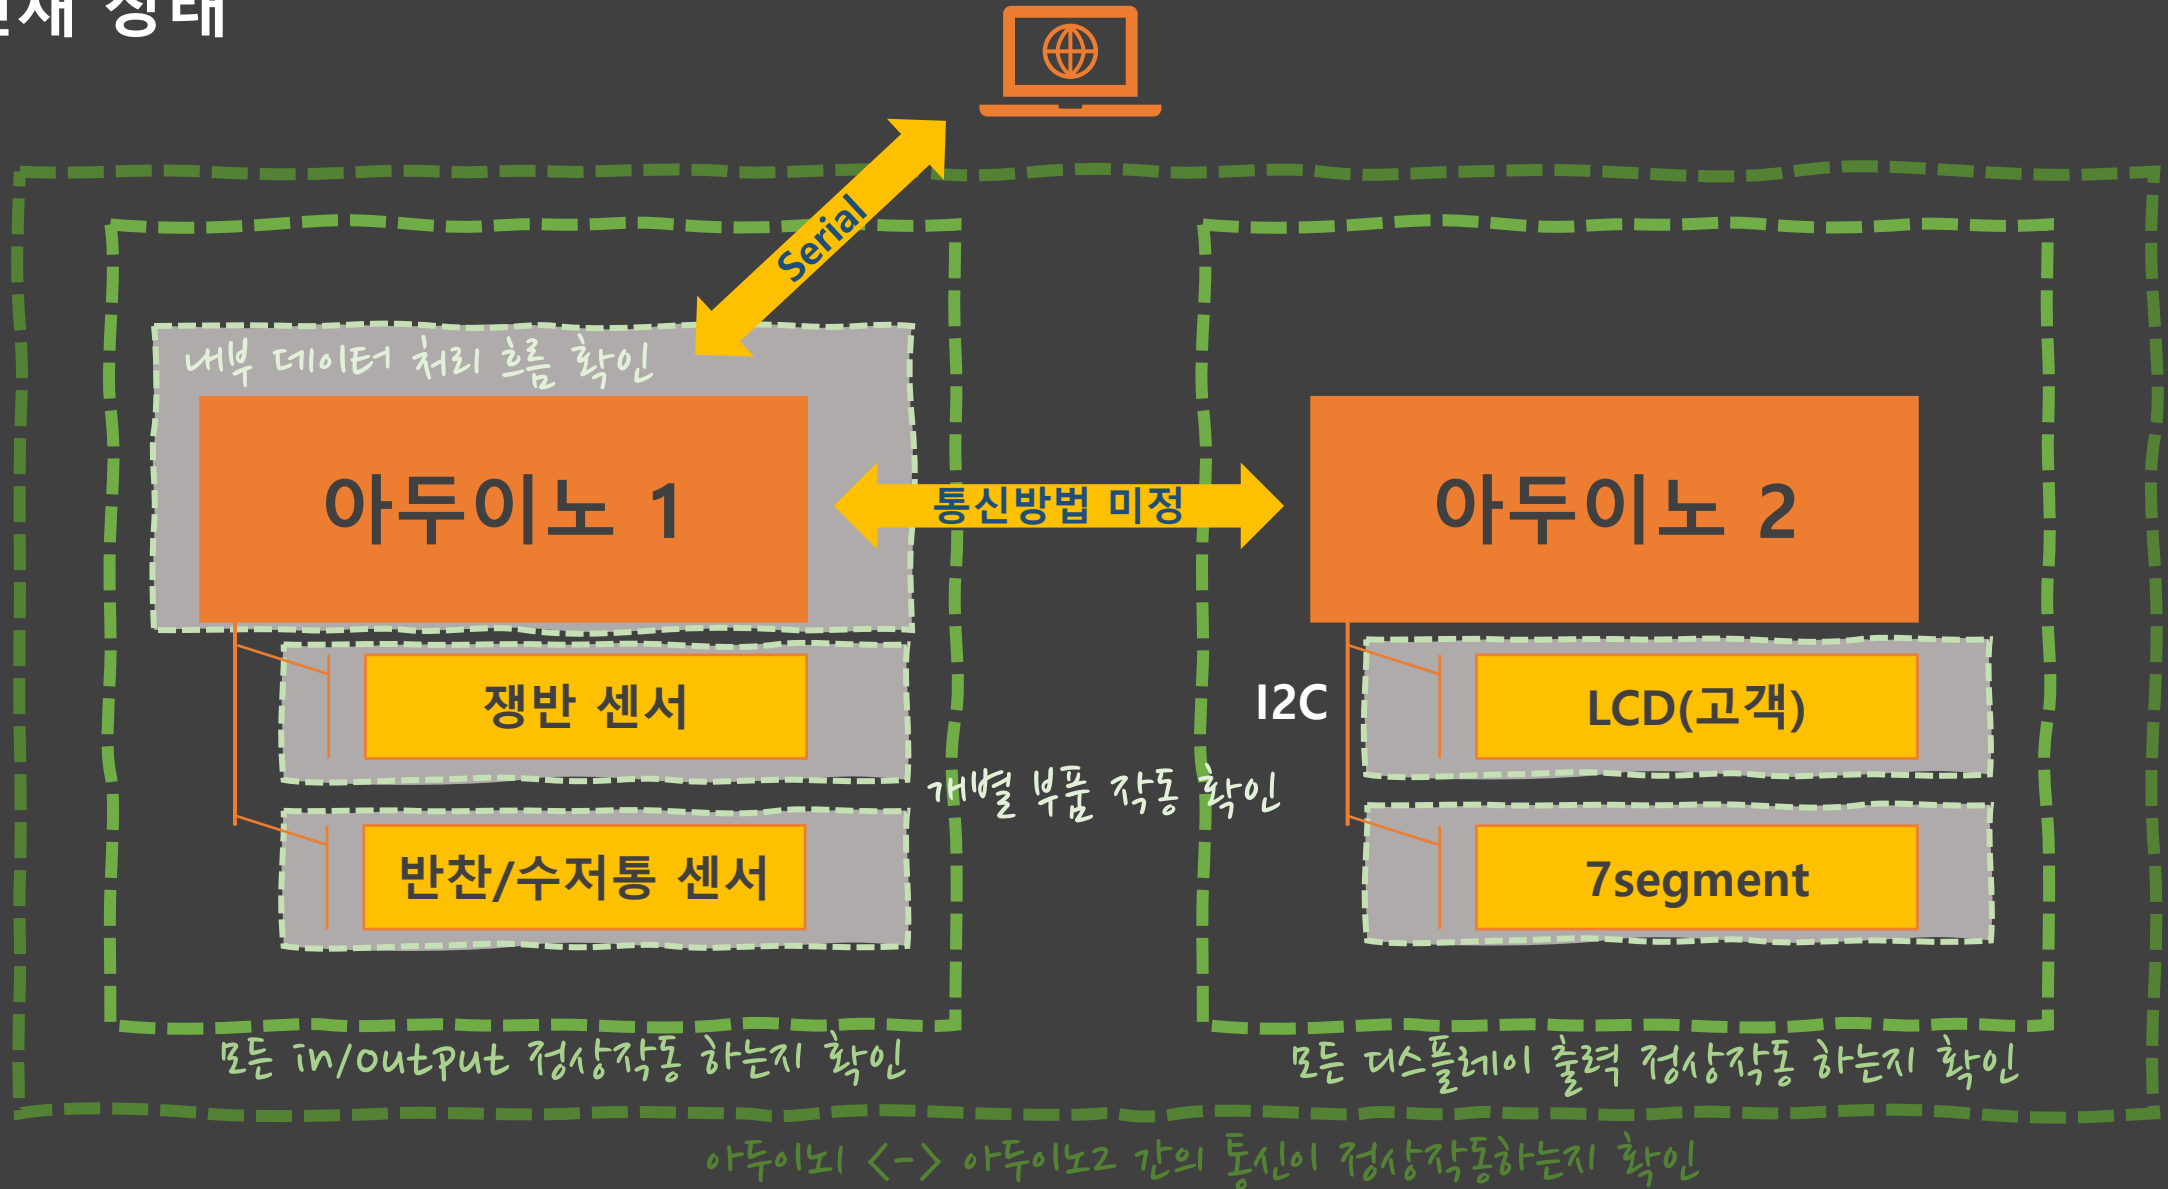 현재 상태
Serial
내부 데이터 처리 흐름 확인
아두이노 1
통신방법 미정
아두이노 2
쟁반 센서
I2C
LCD(고객)
개별 부품 작동 확인
반찬/수저통 센서
7segment
모든 in/output 정상작동 하는지 확인
모든 디스플레이 출력 정상작동 하는지 확인
아두이노1 <-> 아두이노2 간의 통신이 정상작동하는지 확인